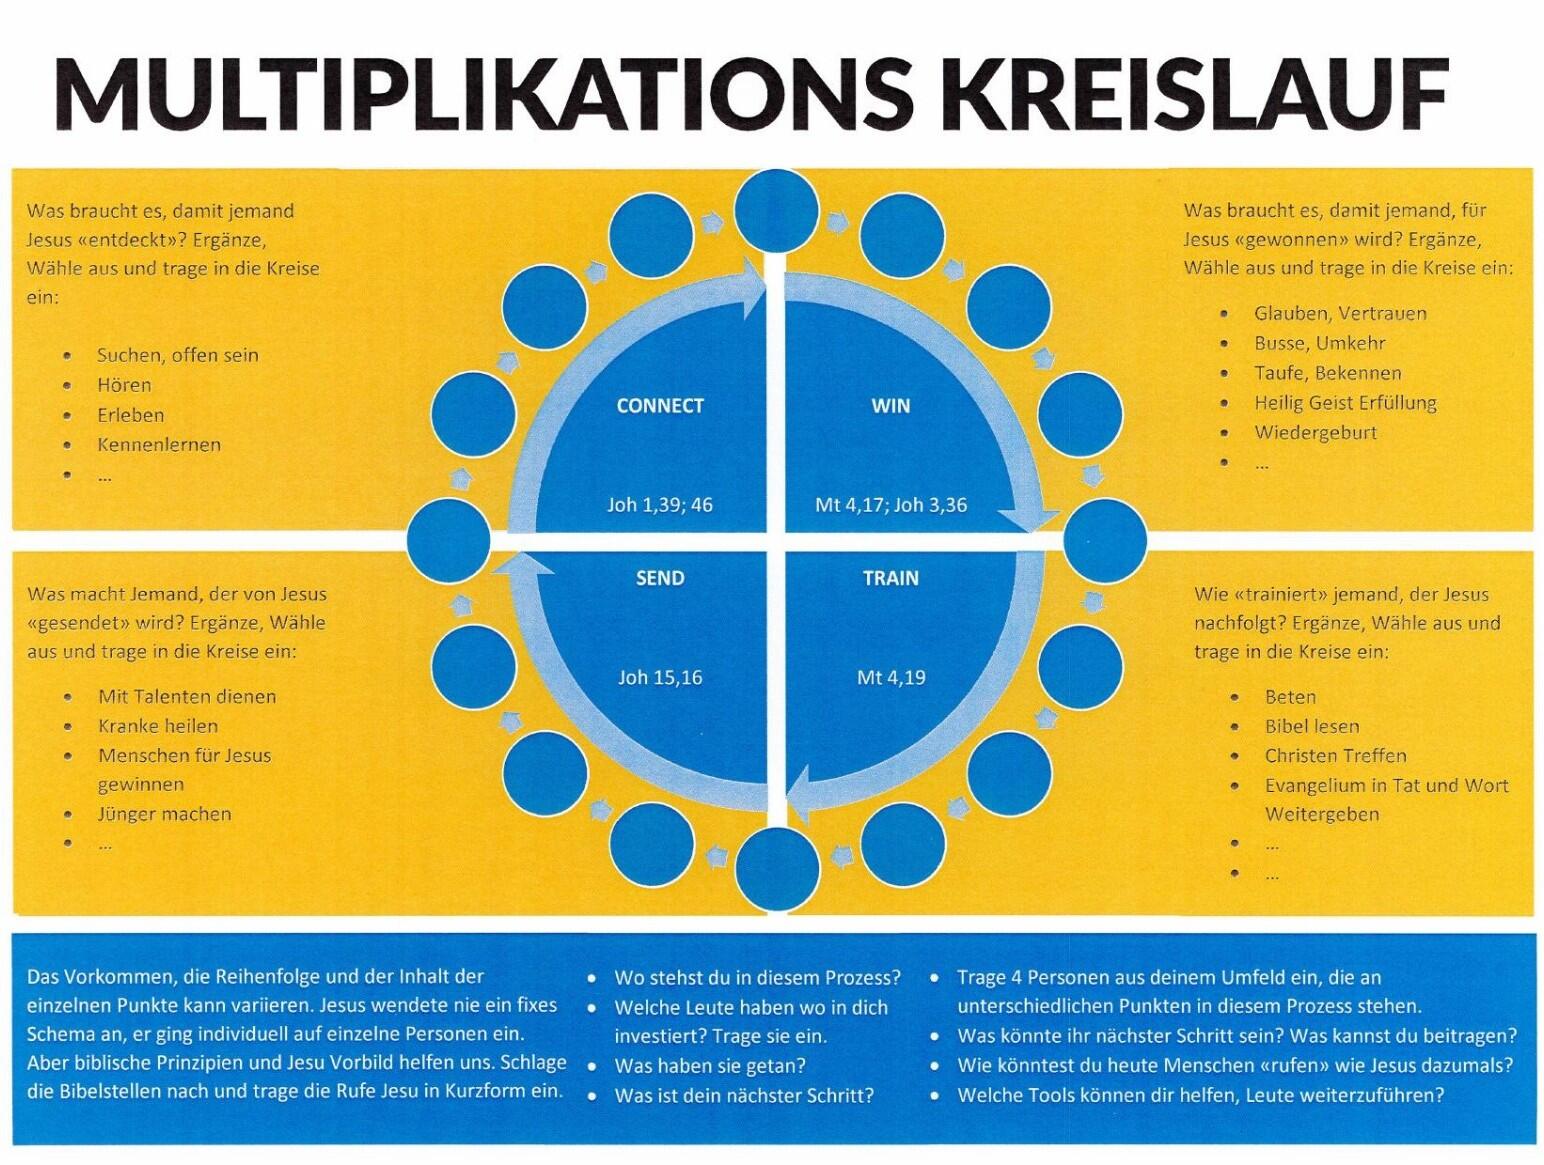 MULTIPLIKATIONS KREISLAUF
Was braucht es, damit jemand
Jesus «entdeckt»? Ergänze,
Wähle aus und trage in die Kreise
ein:
• Suchen, offen sein
• Hören
• Erleben
• Kennenlernen
• ...
CONNECT
Joh 1,39; 46
WIN
Mt 4,17; Joh 3,36
Was braucht es, damit jemand, für
Jesus «gewonnen» wird? Ergänze,
Wähle aus und trage in die Kreise ein:
• Glauben, Vertrauen
• Busse, Umkehr
• Taufe, Bekennen
• Heilig Geist Erfüllung
• Wiedergeburt
• ...
Was macht Jemand, der von Jesus
«gesendet» wird? Ergänze, Wähle
aus und trage in die Kreise ein:
• Mit Talenten dienen
• Kranke heilen
• Menschen für Jesus
gewinnen
• Jünger machen
• ...
SEND
Joh 15,16
TRAIN
Mt 4,19
Wie «trainiert» jemand, der Jesus
nachfolgt? Ergänze, Wähle aus und
trage in die Kreise ein:
• Beten
• Bibel lesen
• Christen Treffen
• Evangelium in Tat und Wort
Weitergeben
• ...
• ...
Das Vorkommen, die Reihenfolge und der Inhalt der
einzelnen Punkte kann variieren. Jesus wendete nie ein fixes
Schema an, er ging individuell auf einzelne Personen ein.
Aber biblische Prinzipien und Jesu Vorbild helfen uns. Schlage
die Bibelstellen nach und trage die Rufe Jesu in Kurzform ein.
• Wo stehst du in diesem Prozess?
• Welche Leute haben wo in dich
investiert? Trage sie ein.
• Was haben sie getan?
• Was ist dein nächster Schritt?
• Trage 4 Personen aus deinem Umfeld ein, die an
unterschiedlichen Punkten in diesem Prozess stehen.
• Was könnte ihr nächster Schritt sein? Was kannst du beitragen?
• Wie könntest du heute Menschen «rufen» wie Jesus dazumals?
• Welche Tools können dir helfen, Leute weiterzuführen?